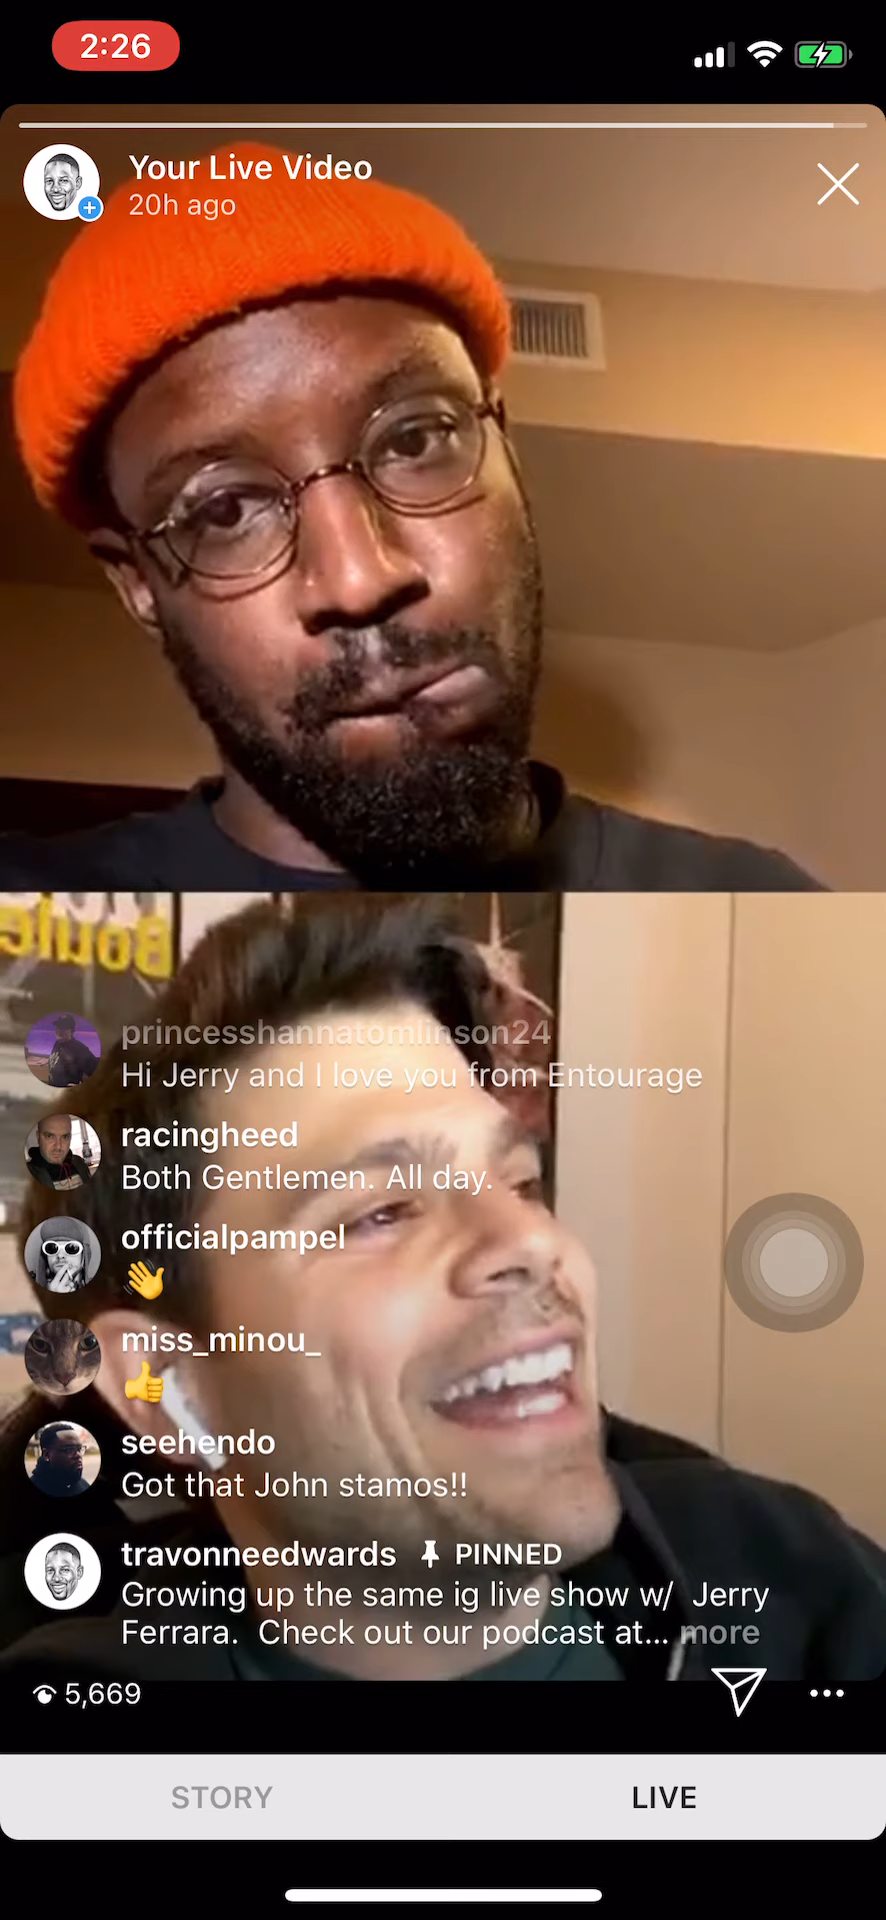 2:26
Your Live Video
20h ago
princesshannatomlinson24
Hi Jerry and I love you from Entourage
racingheed
Both Gentlemen. All day.
officialpampel
👋
miss_minou_
👍
seehendo
Got that John stamos!!
travonneedwards PINNED
Growing up the same ig live show w/ Jerry
Ferrara. Check out our podcast at... more
5,669
STORY LIVE